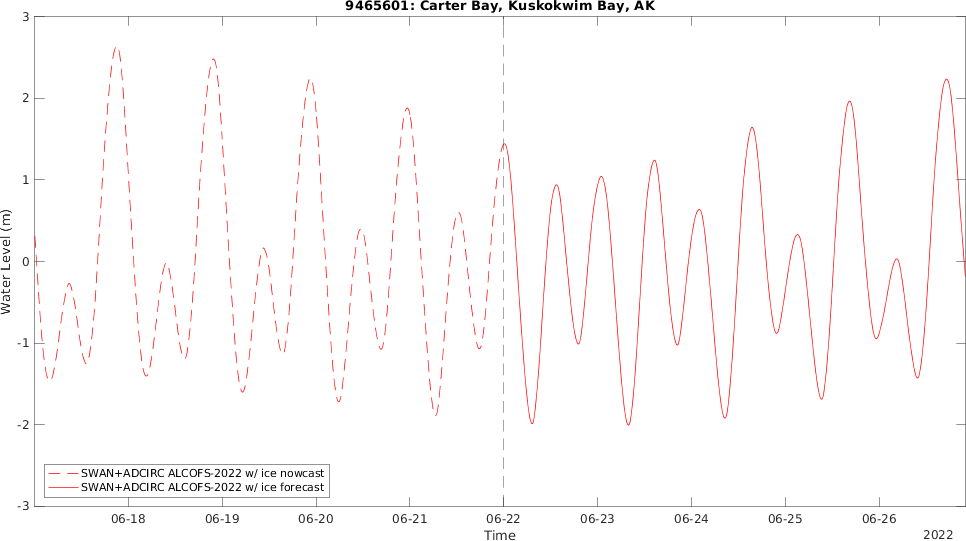 9465601: Carter Bay, Kuskokwim Bay, AK
3
2
1
0
-1
-2
-3
Water Level (m)
SWAN+ADCIRC ALCOFS-2022 w/ ice nowcast
SWAN+ADCIRC ALCOFS-2022 w/ ice forecast
06-18 06-19 06-20 06-21 06-22 06-23 06-24 06-25 06-26
Time
2022